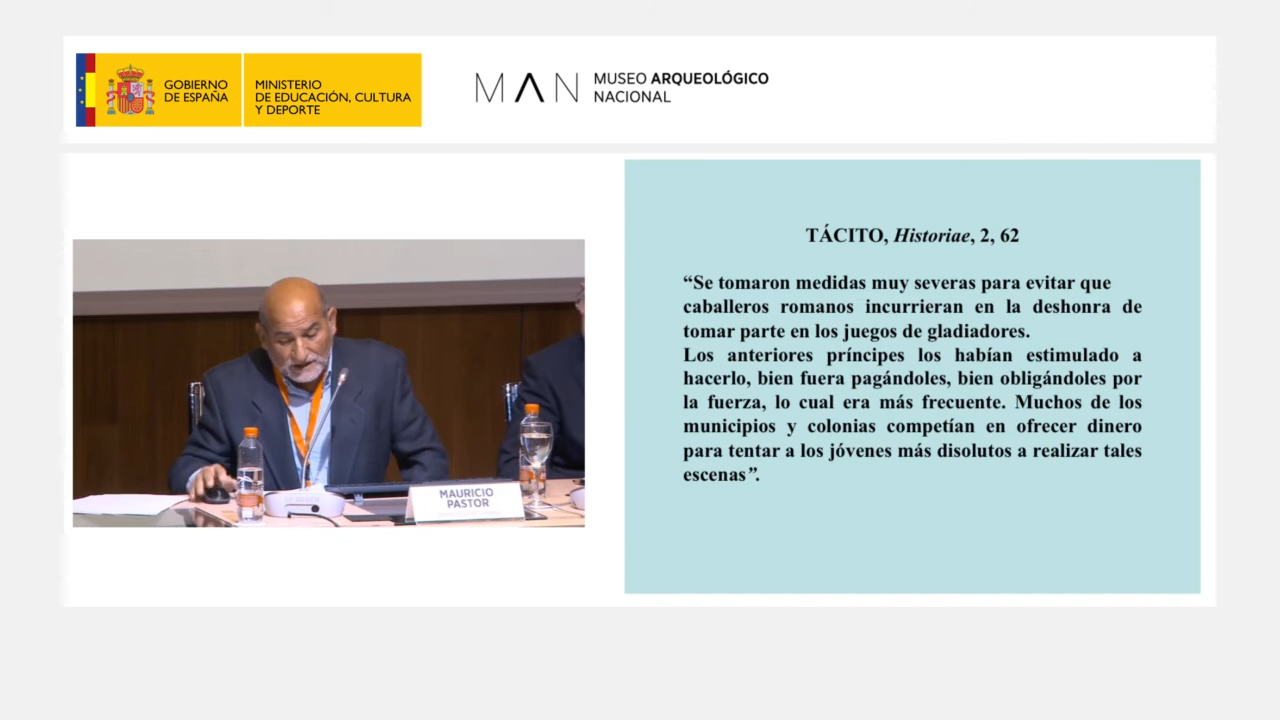 GOBIERNO
DE ESPAÑA
MINISTERIO
DE EDUCACIÓN, CULTURA
Y DEPORTE
MAN
MUSEO ARQUEOLÓGICO
NACIONAL
MAURICIO
PASTOR
TÁCITO, Historiae, 2, 62
“Se tomaron medidas muy severas para evitar que
caballeros romanos incurrieran en la deshonra de
tomar parte en los juegos de gladiadores.
Los anteriores príncipes los habían estimulado a
hacerlo, bien fuera pagándoles, bien obligándoles por
la fuerza, lo cual era más frecuente. Muchos de los
municipios y colonias competían en ofrecer dinero
para tentar a los jóvenes más disolutos a realizar tales
escenas”.